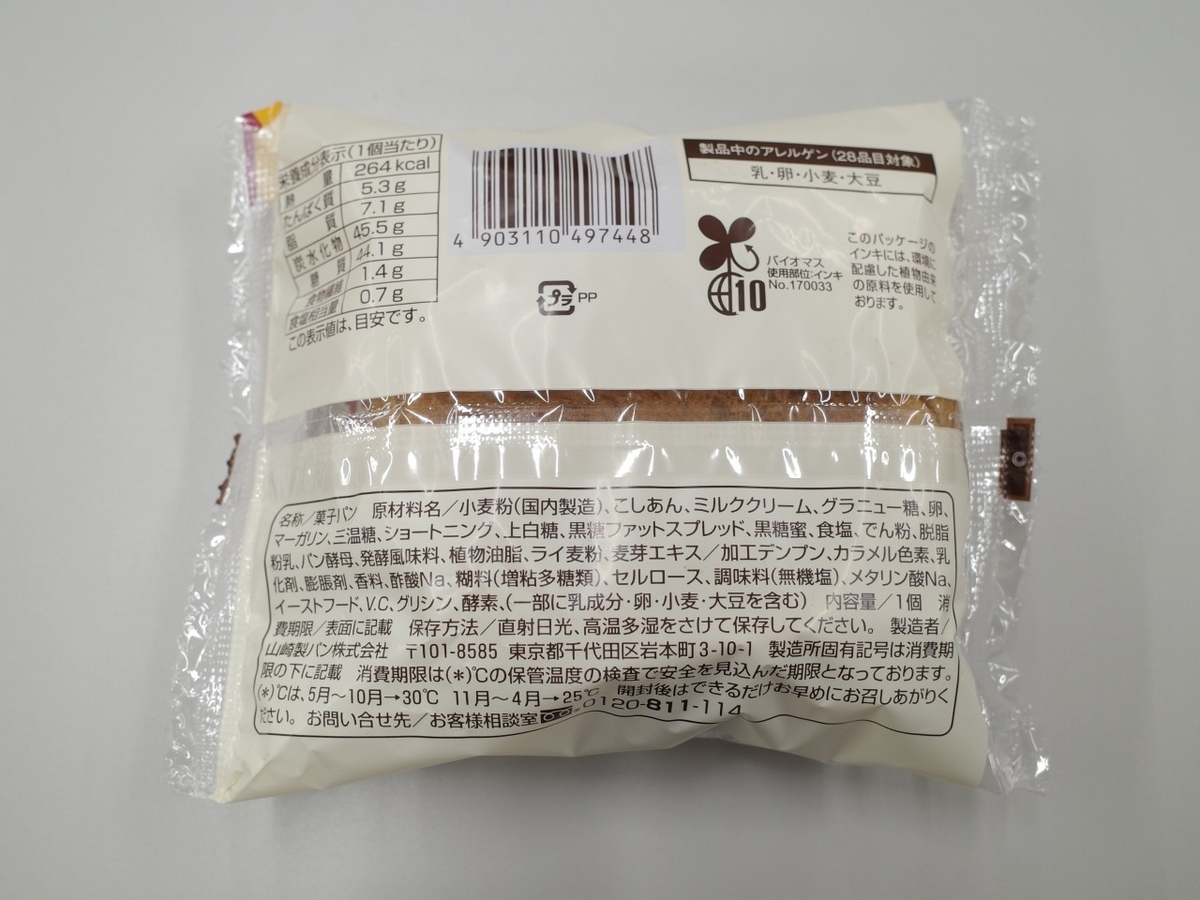 栄養成分表示(1個当たり)
熱量 264kcal
たんぱく質 5.3g
脂質 7.1g
炭水化物 45.5g
糖質 44.1g
食物繊維 1.4g
食塩相当量 0.7g
この表示値は、目安です。
4 903110 497448
プラ PP
製品中のアレルゲン(28品目対象)
乳・卵・小麦・大豆
バイオマス
使用部位:インキ
No.170033
10
このパッケージの
インキには、環境に
配慮した植物由来
の原料を使用して
おります。
名称/菓子パン 原材料名/小麦粉(国内製造)、こしあん、ミルククリーム、グラニュー糖、卵、
マーガリン、三温糖、ショートニング、上白糖、黒糖ファットスプレッド、黒糖蜜、食塩、でん粉、脱脂
粉乳、パン酵母、発酵風味料、植物油脂、ライ麦粉、麦芽エキス/加工デンプン、カラメル色素、乳
化剤、膨脹剤、香料、酢酸Na、糊料(増粘多糖類)、セルロース、調味料(無機塩)、メタリン酸Na、
イーストフード、V.C、グリシン、酵素、(一部に乳成分・卵・小麦・大豆を含む) 内容量/1個 消
費期限/表面に記載 保存方法/直射日光、高温多湿をさけて保存してください。 製造者/
山崎製パン株式会社 〒101-8585 東京都千代田区岩本町3-10-1 製造所固有記号は消費期
限の下に記載 消費期限は(*)℃の保管温度の検査で安全を見込んだ期限となっております。
(*)℃は、5月~10月→30℃ 11月~4月→25℃ 開封後はできるだけお早めにお召しあがりく
ださい。 お問い合せ先/お客様相談室 0120-811-114